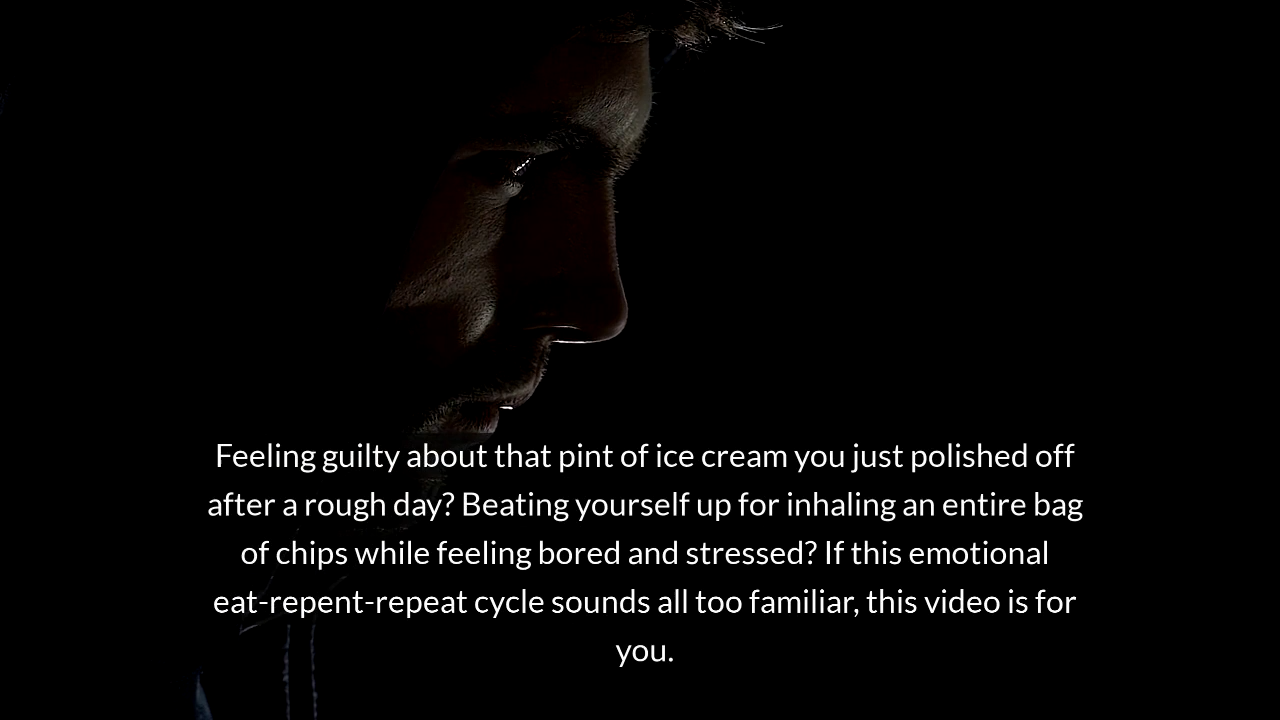 Feeling guilty about that pint of ice cream you just polished off
after a rough day? Beating yourself up for inhaling an entire bag
of chips while feeling bored and stressed? If this emotional
eat-repent-repeat cycle sounds all too familiar, this video is for
you.